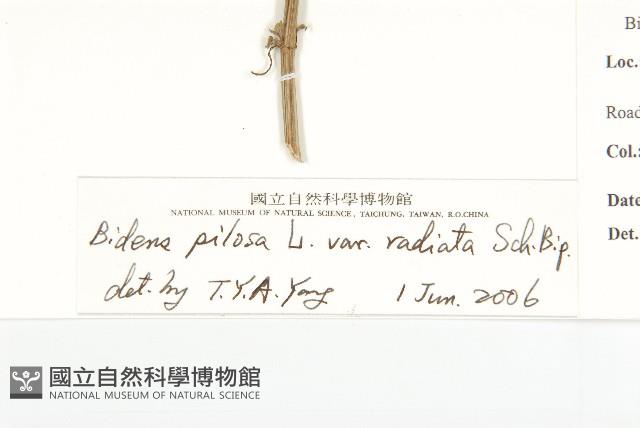 Bi
Loc.:
Road
Col.:
Date
Det.
國立自然科學博物館
NATIONAL MUSEUM OF NATURAL SCIENCE, TAICHUNG, TAIWAN, R.O.CHINA
Bidens pilosa L. var. radiata Sch.Bip.
det. by T.Y.A. Yang 1 Jun. 2006
國立自然科學博物館
NATIONAL MUSEUM OF NATURAL SCIENCE